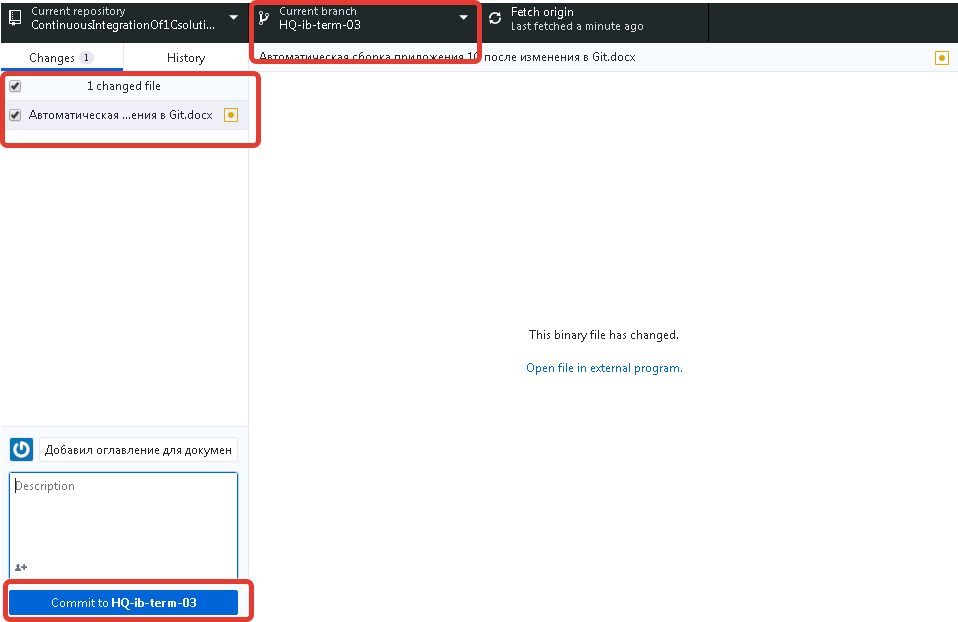 Current repository
ContinuousIntegrationOf1Csoluti...
Current branch
HQ-ib-term-03
Fetch origin
Last fetched a minute ago
Changes 1
History
Автоматическая сборка приложения 1С после изменения в Git.docx
1 changed file
Автоматическая ...ения в Git.docx
This binary file has changed.
Open file in external program.
Добавил оглавление для докумен
Description
Commit to HQ-ib-term-03